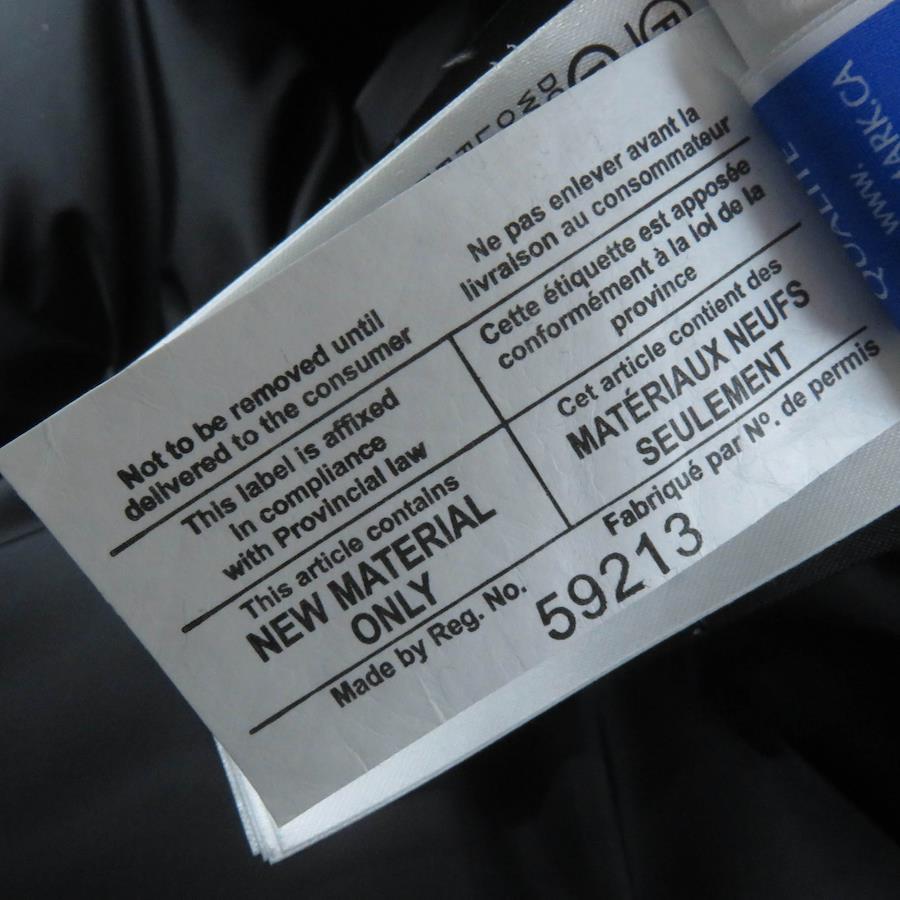 Not to be removed until
delivered to the consumer
Ne pas enlever avant la
livraison au consommateur
This label is affixed
in compliance
with Provincial law
Cette étiquette est apposée
conformément à la loi de la
province
This article contains
NEW MATERIAL
ONLY
Cet article contient des
MATÉRIAUX NEUFS
SEULEMENT
Made by Reg. No.
Fabriqué par Nº. de permis
59213
QUALITÉ
WWW.
ARK.CA